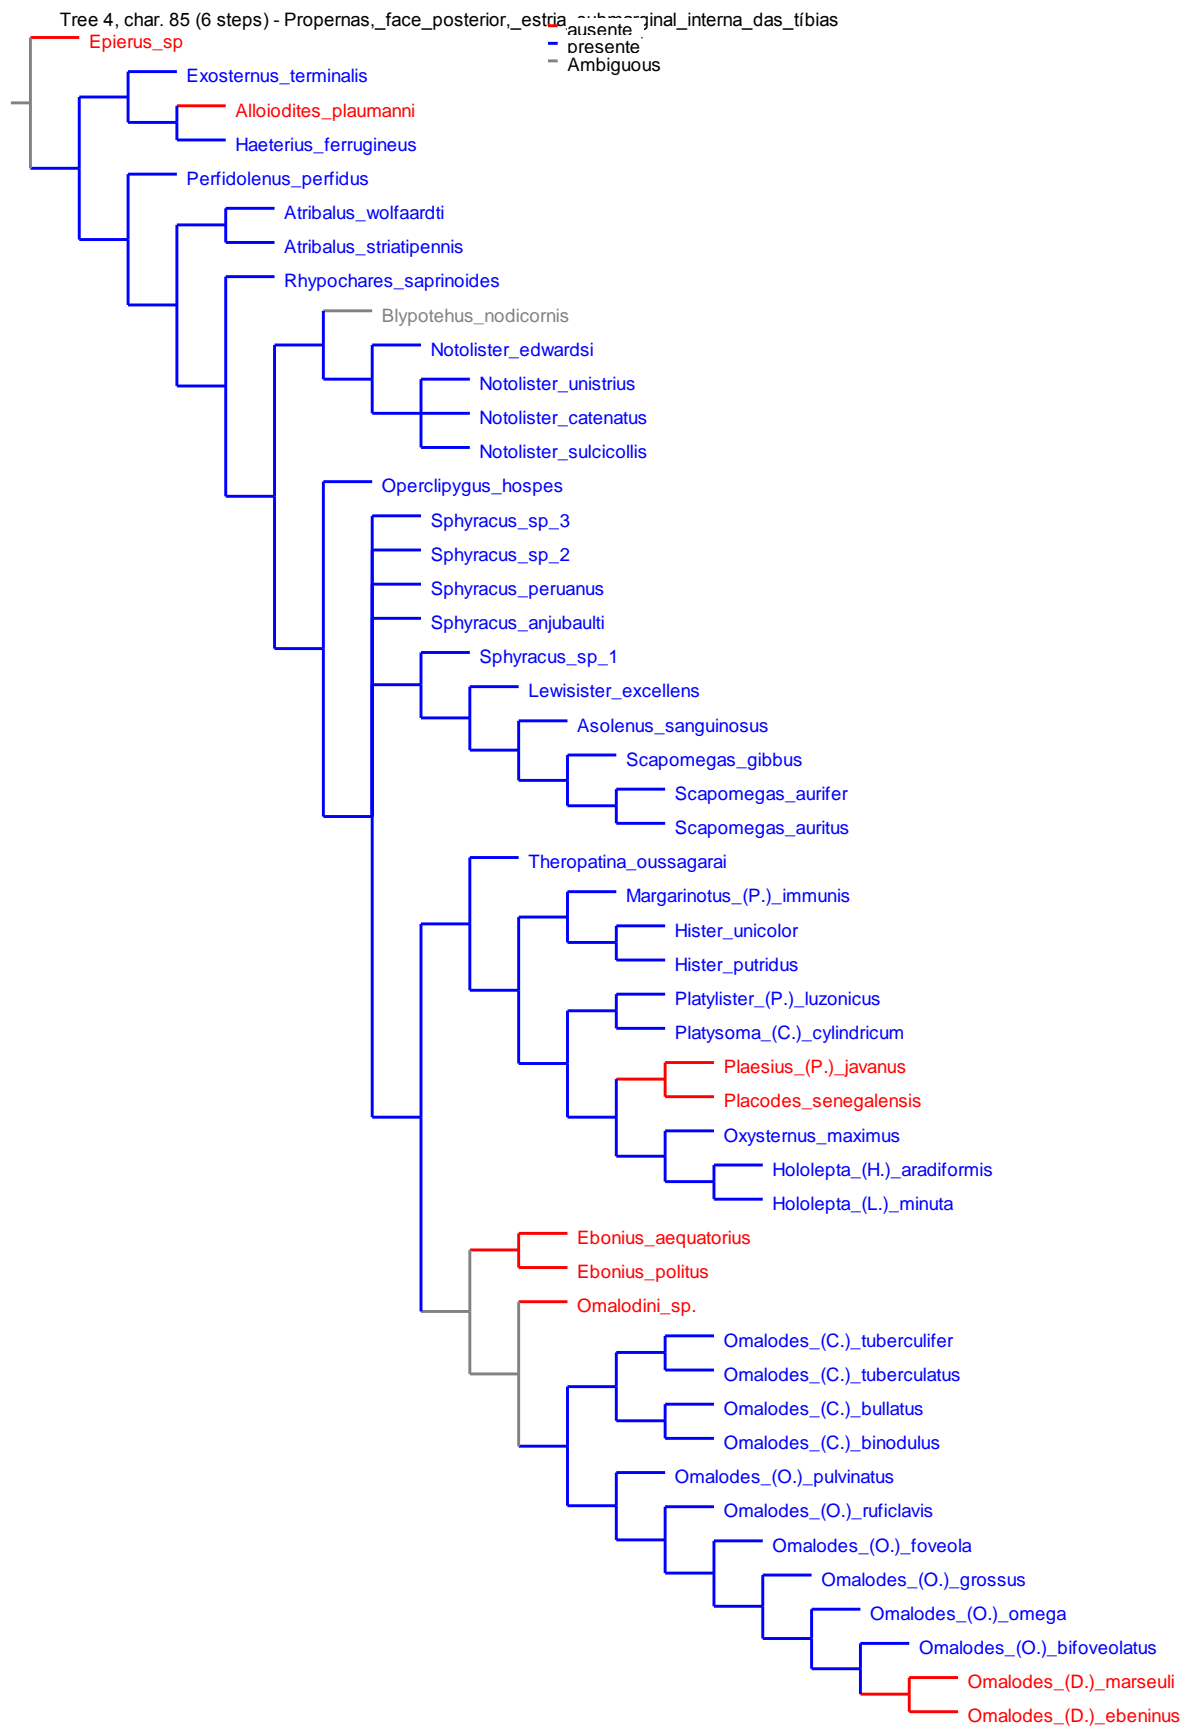 Tree 4, char. 85 (6 steps) - Propernas,_face_posterior,_estria_submarginal_interna_das_tíbias
ausente
presente
Ambiguous
Epierus_sp
Exosternus_terminalis
Alloiodites_plaumanni
Haeterius_ferrugineus
Perfidolenus_perfidus
Atribalus_wolfaardti
Atribalus_striatipennis
Rhypochares_saprinoides
Blypotehus_nodicornis
Notolister_edwardsi
Notolister_unistrius
Notolister_catenatus
Notolister_sulcicollis
Operclipygus_hospes
Sphyracus_sp_3
Sphyracus_sp_2
Sphyracus_peruanus
Sphyracus_anjubaulti
Sphyracus_sp_1
Lewisister_excellens
Asolenus_sanguinosus
Scapomegas_gibbus
Scapomegas_aurifer
Scapomegas_auritus
Theropatina_oussagarai
Margarinotus_(P.)_immunis
Hister_unicolor
Hister_putridus
Platylister_(P.)_luzonicus
Platysoma_(C.)_cylindricum
Plaesius_(P.)_javanus
Placodes_senegalensis
Oxysternus_maximus
Hololepta_(H.)_aradiformis
Hololepta_(L.)_minuta
Ebonius_aequatorius
Ebonius_politus
Omalodini_sp.
Omalodes_(C.)_tuberculifer
Omalodes_(C.)_tuberculatus
Omalodes_(C.)_bullatus
Omalodes_(C.)_binodulus
Omalodes_(O.)_pulvinatus
Omalodes_(O.)_ruficlavis
Omalodes_(O.)_foveola
Omalodes_(O.)_grossus
Omalodes_(O.)_omega
Omalodes_(O.)_bifoveolatus
Omalodes_(D.)_marseuli
Omalodes_(D.)_ebeninus